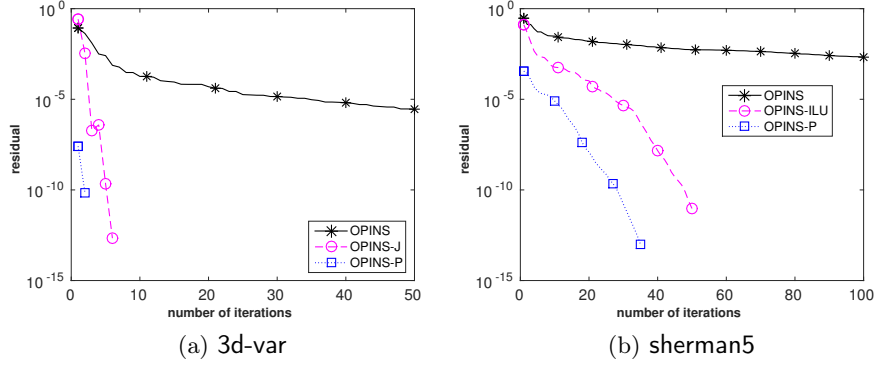 10^0
10^-5
10^-10
10^-15
residual
0 10 20 30 40 50
number of iterations
OPINS
OPINS-J
OPINS-P
(a) 3d-var
10^0
10^-5
10^-10
10^-15
residual
0 20 40 60 80 100
number of iterations
OPINS
OPINS-ILU
OPINS-P
(b) sherman5